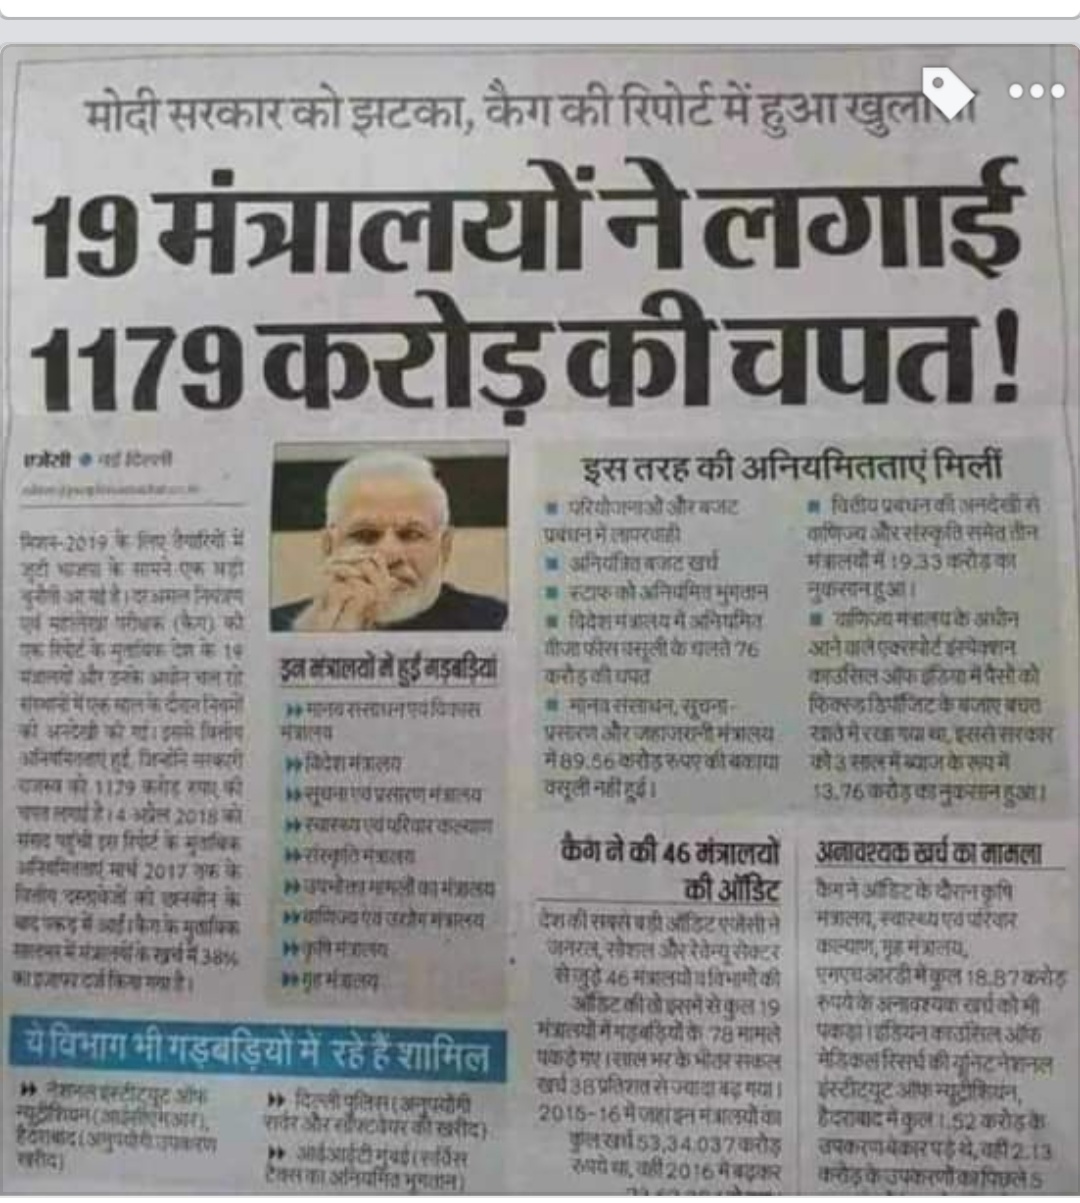 मोदी सरकार को झटका, कैग की रिपोर्ट में हुआ
19 मंत्रालयों ने लगाई
1179 करोड़ की चपत!
एजेंसी ● नई दिल्ली
मिशन-2019 के लिए तैयारियों में
जुटी भाजपा के सामने एक बड़ी
चुनौती आ गई है। दरअसल नियंत्रक
एवं महालेखा परीक्षक (कैग) की
एक रिपोर्ट के मुताबिक देश के 19
मंत्रालयों और उनके अधीन चल रहे
संस्थानों में एक साल के दौरान नियमों
की अनदेखी की गई। इससे वित्तीय
अनियमितताएं हुईं, जिन्होंने सरकारी
राजस्व को 1179 करोड़ रुपए की
चपत लगाई है। 4 अप्रैल 2018 को
संसद पहुंची इस रिपोर्ट के मुताबिक
अनियमितताएं मार्च 2017 तक के
वित्तीय दस्तावेजों की छानबीन के
बाद पकड़ में आईं। कैग के मुताबिक
सालभर में मंत्रालयों के खर्च में 38%
का इजाफा दर्ज किया गया है।
इन मंत्रालयों में हुईं गड़बड़ियां
मानव संसाधन एवं विकास
मंत्रालय
विदेश मंत्रालय
सूचना एवं प्रसारण मंत्रालय
स्वास्थ्य एवं परिवार कल्याण
संस्कृति मंत्रालय
उपभोक्ता मामलों का मंत्रालय
वाणिज्य एवं उद्योग मंत्रालय
कृषि मंत्रालय
गृह मंत्रालय
इस तरह की अनियमितताएं मिलीं
■ परियोजनाओं और बजट
प्रबंधन में लापरवाही
■ अनियंत्रित बजट खर्च
■ स्टाफ को अनियमित भुगतान
■ विदेश मंत्रालय में अनियमित
वीजा फीस वसूली के चलते 76
करोड़ की चपत
■ मानव संसाधन, सूचना-
प्रसारण और जहाजरानी मंत्रालय
में 89.56 करोड़ रुपए की बकाया
वसूली नहीं हुई।
■ वित्तीय प्रबंधन की अनदेखी से
वाणिज्य और संस्कृति समेत तीन
मंत्रालयों में 19.33 करोड़ का
नुकसान हुआ।
■ वाणिज्य मंत्रालय के अधीन
आने वाले एक्सपोर्ट इंस्पेक्शन
काउंसिल ऑफ इंडिया में पैसों को
फिक्स्ड डिपॉजिट के बजाए बचत
खाते में रखा गया था, इससे सरकार
को 3 साल में ब्याज के रूप में
13.76 करोड़ का नुकसान हुआ।
कैग ने की 46 मंत्रालयों
की ऑडिट
देश की सबसे बड़ी ऑडिट एजेंसी ने
जनरल, सोशल और रेवेन्यू सेक्टर
से जुड़े 46 मंत्रालयों व विभागों की
ऑडिट की तो इसमें से कुल 19
मंत्रालयों में गड़बड़ियों के 78 मामले
पकड़े गए। साल भर के भीतर सकल
खर्च 38 प्रतिशत से ज्यादा बढ़ गया।
2015-16 में जहां इन मंत्रालयों का
कुल खर्च 53,34,037 करोड़
रुपये था, वहीं 2016 में बढ़कर
अनावश्यक खर्च का मामला
कैग ने ऑडिट के दौरान कृषि
मंत्रालय, स्वास्थ्य एवं परिवार
कल्याण, गृह मंत्रालय,
एमएचआरडी में कुल 18.87 करोड़
रुपये के अनावश्यक खर्च को भी
पकड़ा। इंडियन काउंसिल ऑफ
मेडिकल रिसर्च की यूनिट नेशनल
इंस्टीट्यूट ऑफ न्यूट्रीशियन,
हैदराबाद में कुल 1.52 करोड़ के
उपकरण बेकार पड़े थे, वहीं 2.13
करोड़ के उपकरणों का पिछले 5
ये विभाग भी गड़बड़ियों में रहे हैं शामिल
नेशनल इंस्टीट्यूट ऑफ
न्यूट्रीशियन (आईसीएमआर),
हैदराबाद (अनुपयोगी उपकरण
खरीद)
दिल्ली पुलिस (अनुपयोगी
सर्वर और सॉफ्टवेयर की खरीद)
आईआईटी मुंबई (सर्विस
टैक्स का अनियमित भुगतान)